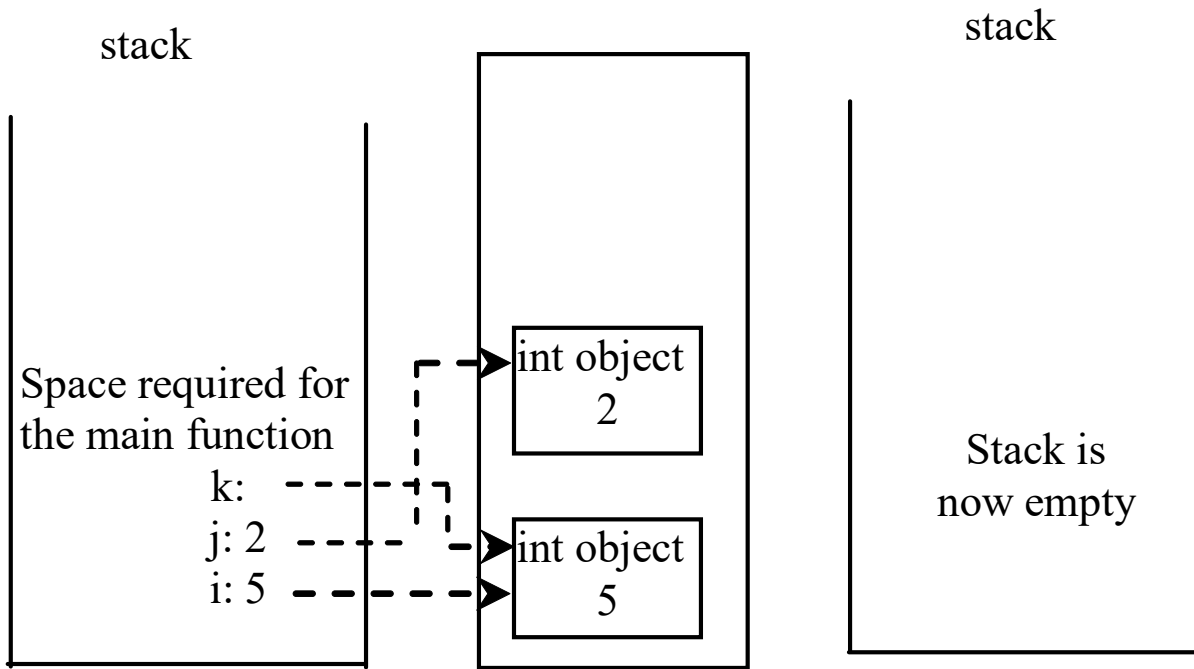 stack
Space required for
the main function
k:
j: 2
i: 5
int object
2
int object
5
stack
Stack is
now empty